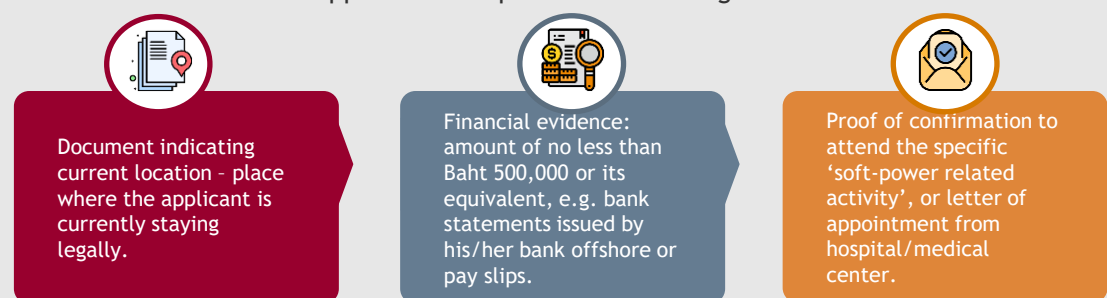 Document indicating
current location – place
where the applicant is
currently staying
legally.
Financial evidence:
amount of no less than
Baht 500,000 or its
equivalent, e.g. bank
statements issued by
his/her bank offshore or
pay slips.
Proof of confirmation to
attend the specific
‘soft-power related
activity’, or letter of
appointment from
hospital/medical
center.